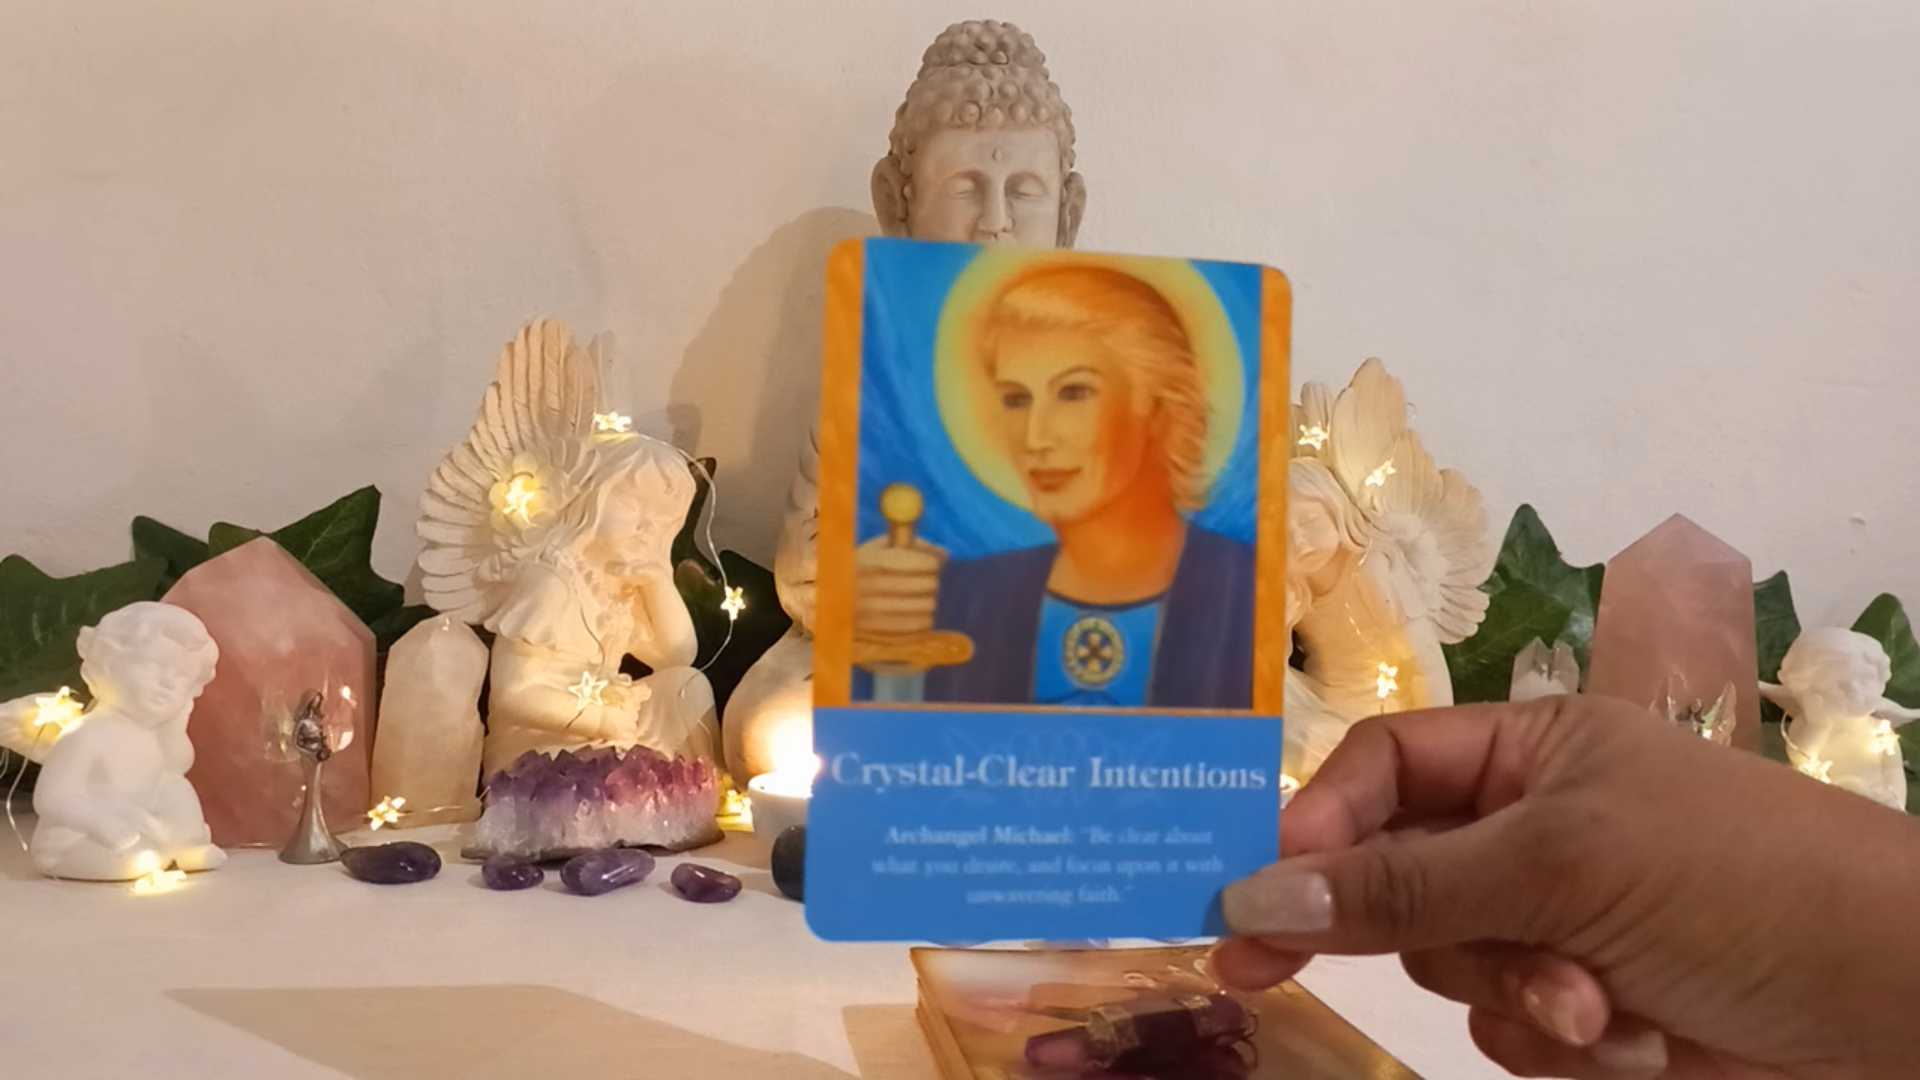 Crystal-Clear Intentions
Archangel Michael: "Be clear about
what you desire, and focus upon it with
unwavering faith."